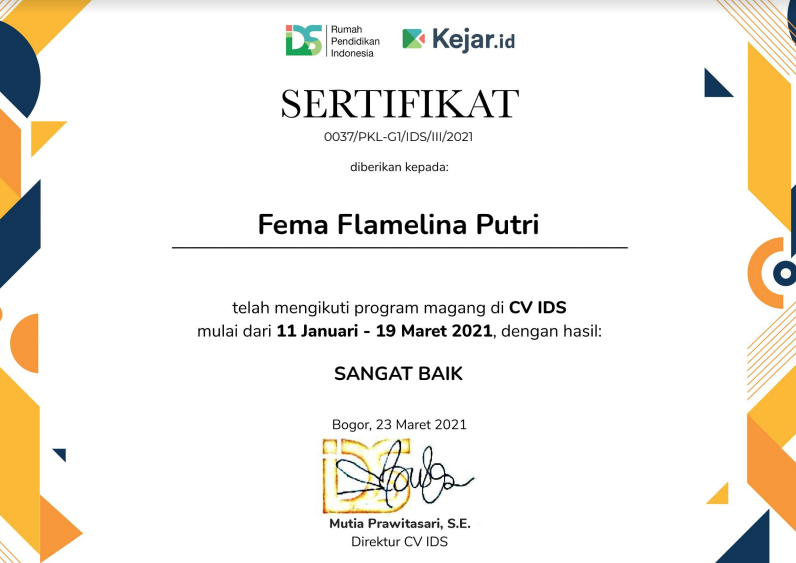 IDS
Rumah
Pendidikan
Indonesia
Kejar.id
SERTIFIKAT
0037/PKL-G1/IDS/III/2021
diberikan kepada:
Fema Flamelina Putri
telah mengikuti program magang di CV IDS
mulai dari 11 Januari - 19 Maret 2021, dengan hasil:
SANGAT BAIK
Bogor, 23 Maret 2021
IDS
Mutia Prawitasari, S.E.
Direktur CV IDS